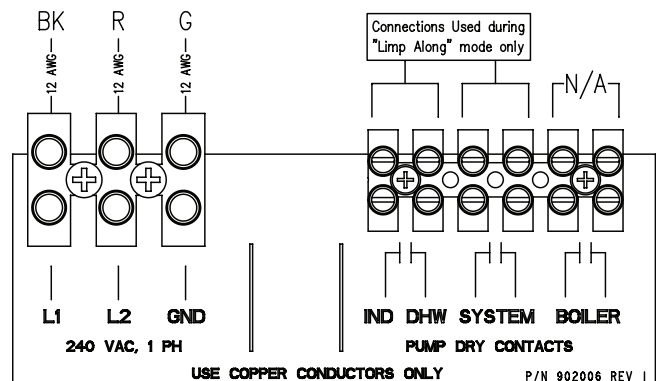 BK R G
12 AWG 12 AWG 12 AWG
Connections Used during
"Limp Along" mode only
N/A
L1 L2 GND
240 VAC, 1 PH
IND DHW SYSTEM BOILER
PUMP DRY CONTACTS
USE COPPER CONDUCTORS ONLY
P/N 902006 REV 1